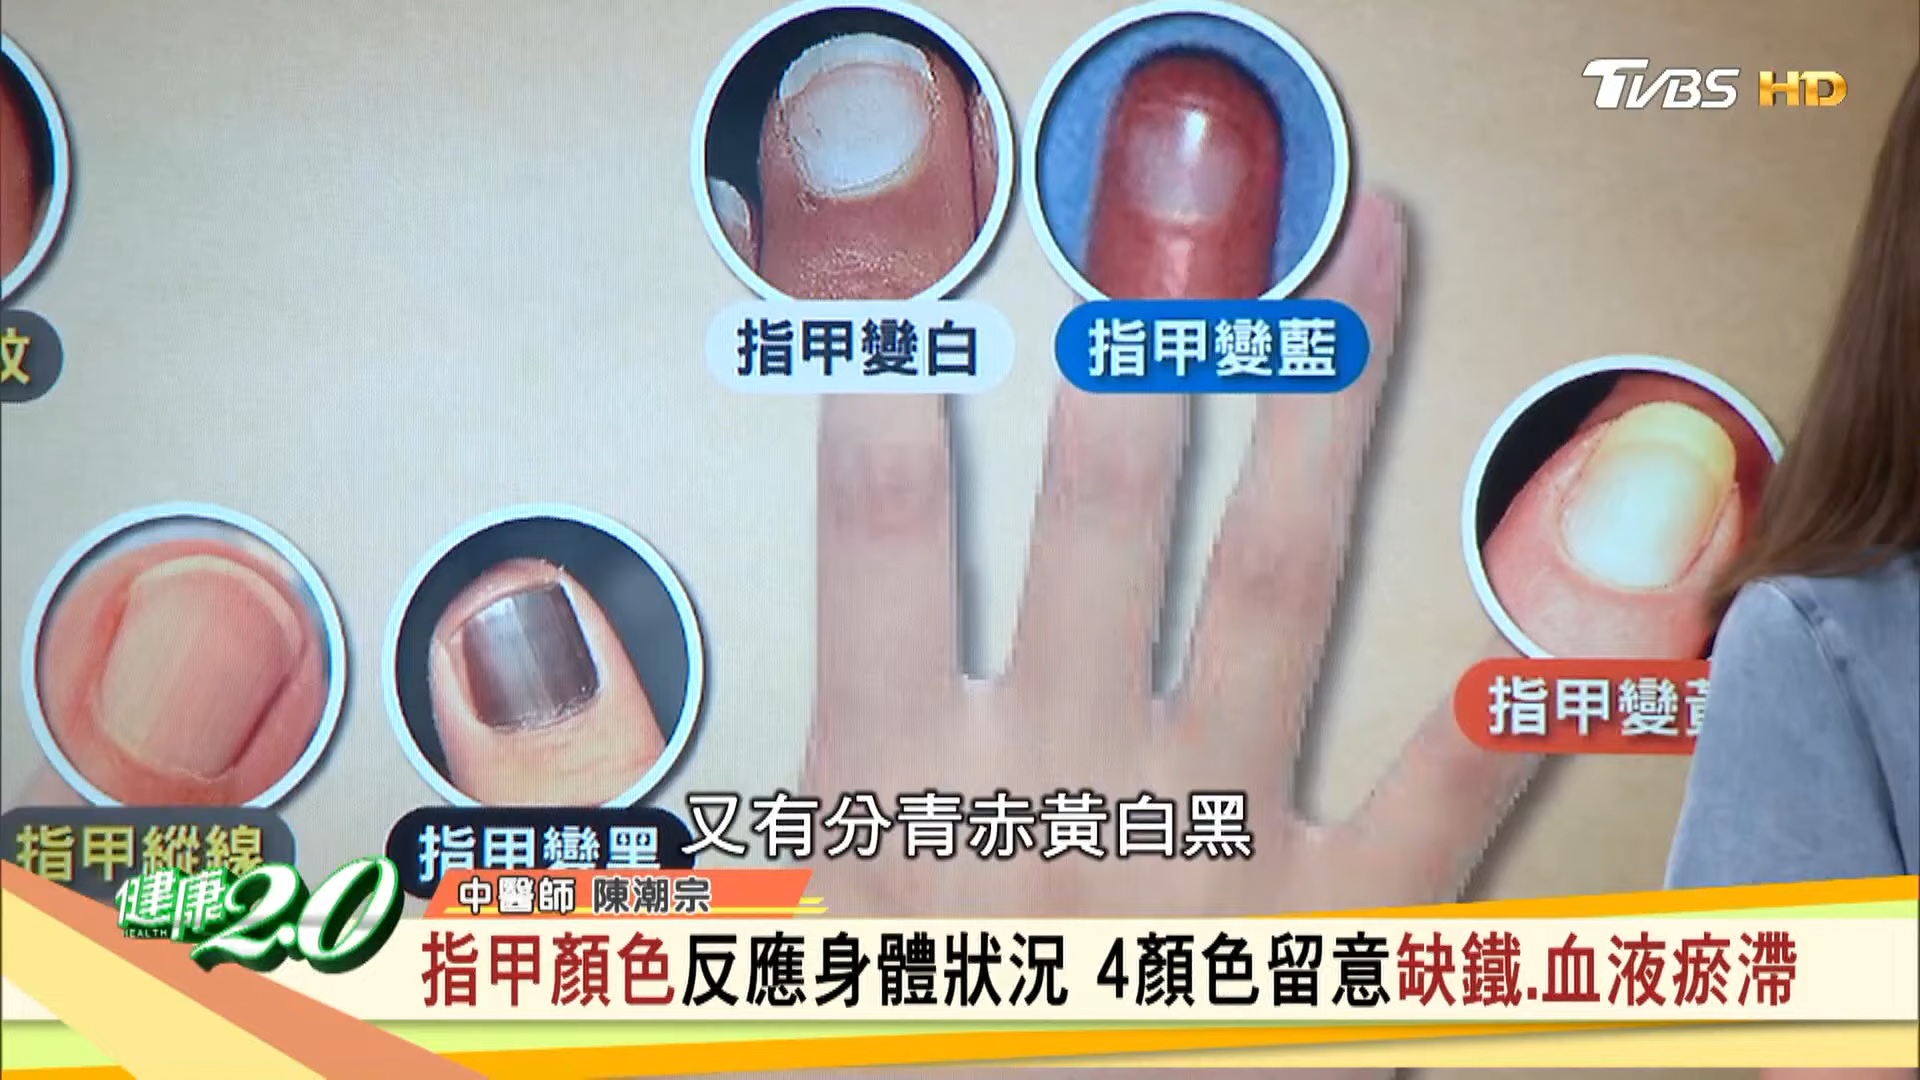 TVBS HD
指甲變白
指甲變藍
紋
指甲變黃
指甲縱線
指甲變黑
又有分青赤黃白黑
健康2.0
HEALTH
中醫師 陳潮宗
指甲顏色反應身體狀況 4顏色留意缺鐵.血液瘀滯